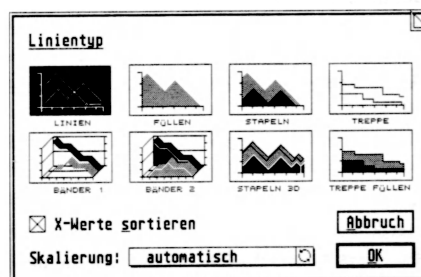 Linientyp
LINIEN FÜLLEN STAPELN TREPPE
BÄNDER 1 BÄNDER 2 STAPELN 3D TREPPE FÜLLEN
X-Werte sortieren
Abbruch
Skalierung: automatisch
OK